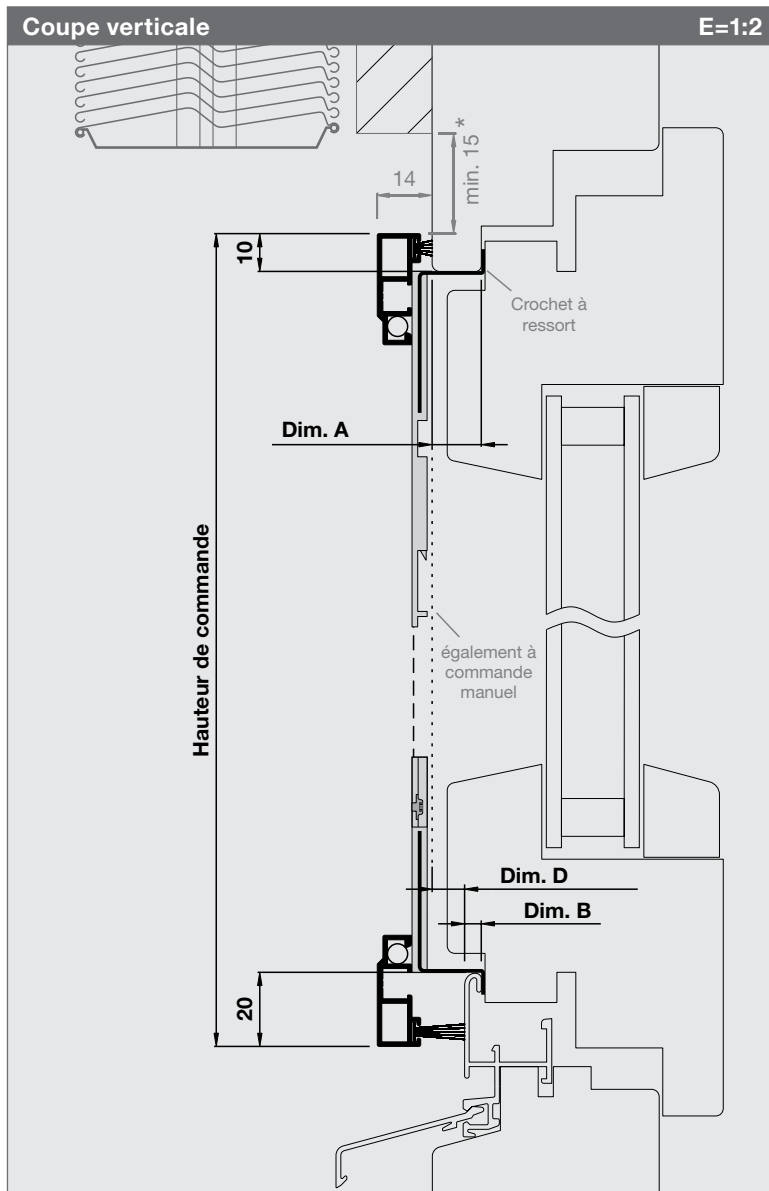 Coupe verticale E=1:2
min. 15*
14
10
Crochet à
ressort
Dim. A
Hauteur de commande
également à
commande
manuel
Dim. D
Dim. B
20